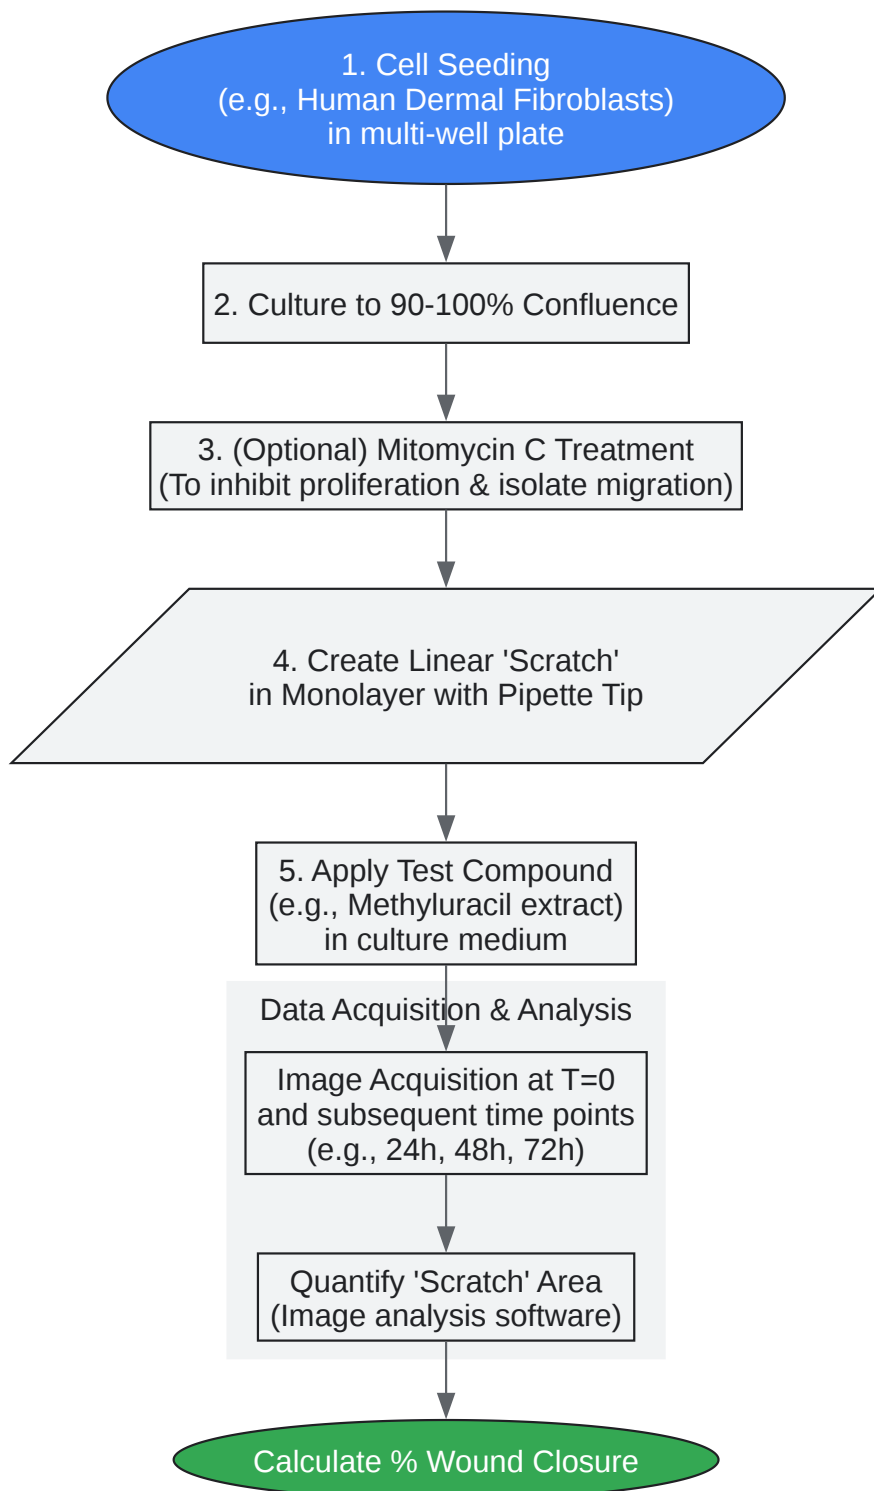 1. Cell Seeding
(e.g., Human Dermal Fibroblasts)
in multi-well plate
2. Culture to 90-100% Confluence
3. (Optional) Mitomycin C Treatment
(To inhibit proliferation & isolate migration)
4. Create Linear 'Scratch'
in Monolayer with Pipette Tip
5. Apply Test Compound
(e.g., Methyluracil extract)
in culture medium
Data Acquisition & Analysis
Image Acquisition at T=0
and subsequent time points
(e.g., 24h, 48h, 72h)
Quantify 'Scratch' Area
(Image analysis software)
Calculate % Wound Closure